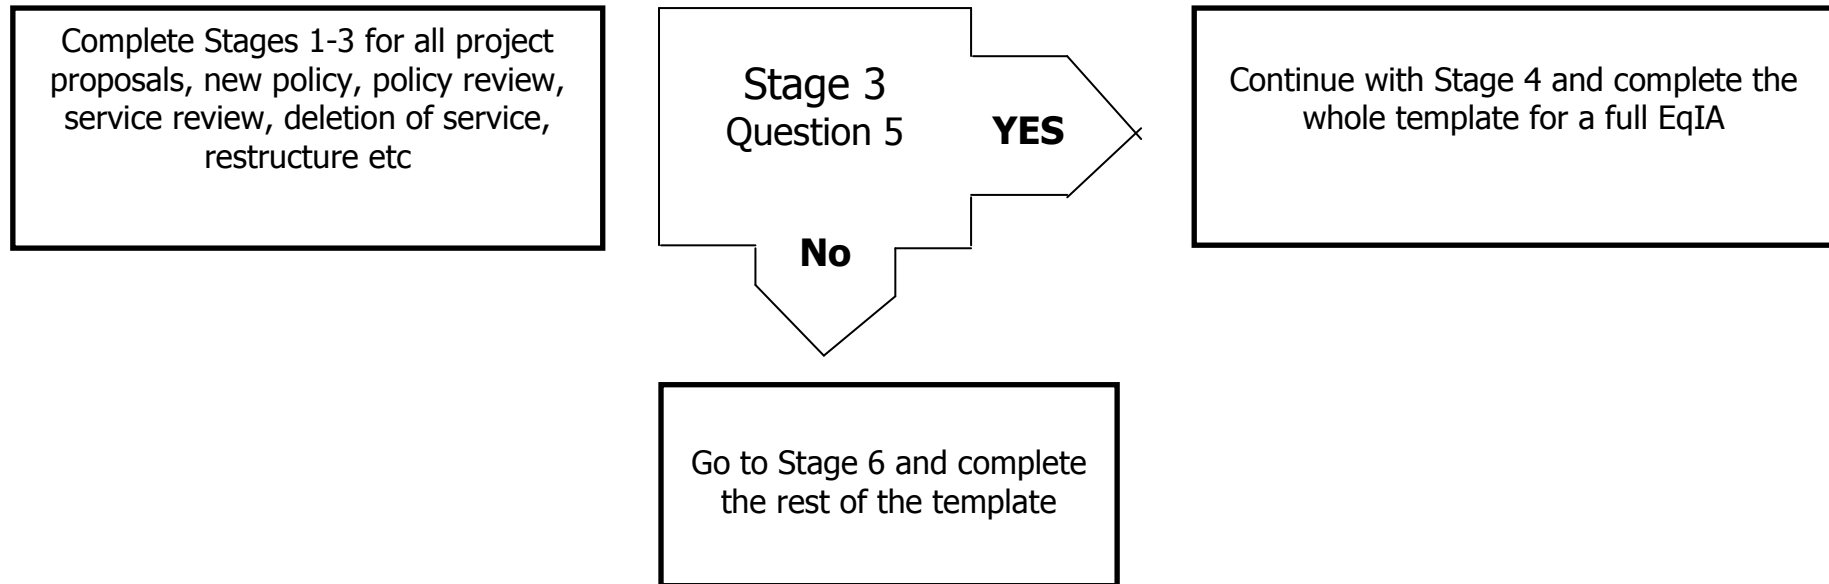 Complete Stages 1-3 for all project
proposals, new policy, policy review,
service review, deletion of service,
restructure etc
Stage 3
Question 5
YES
No
Continue with Stage 4 and complete the
whole template for a full EqIA
Go to Stage 6 and complete
the rest of the template